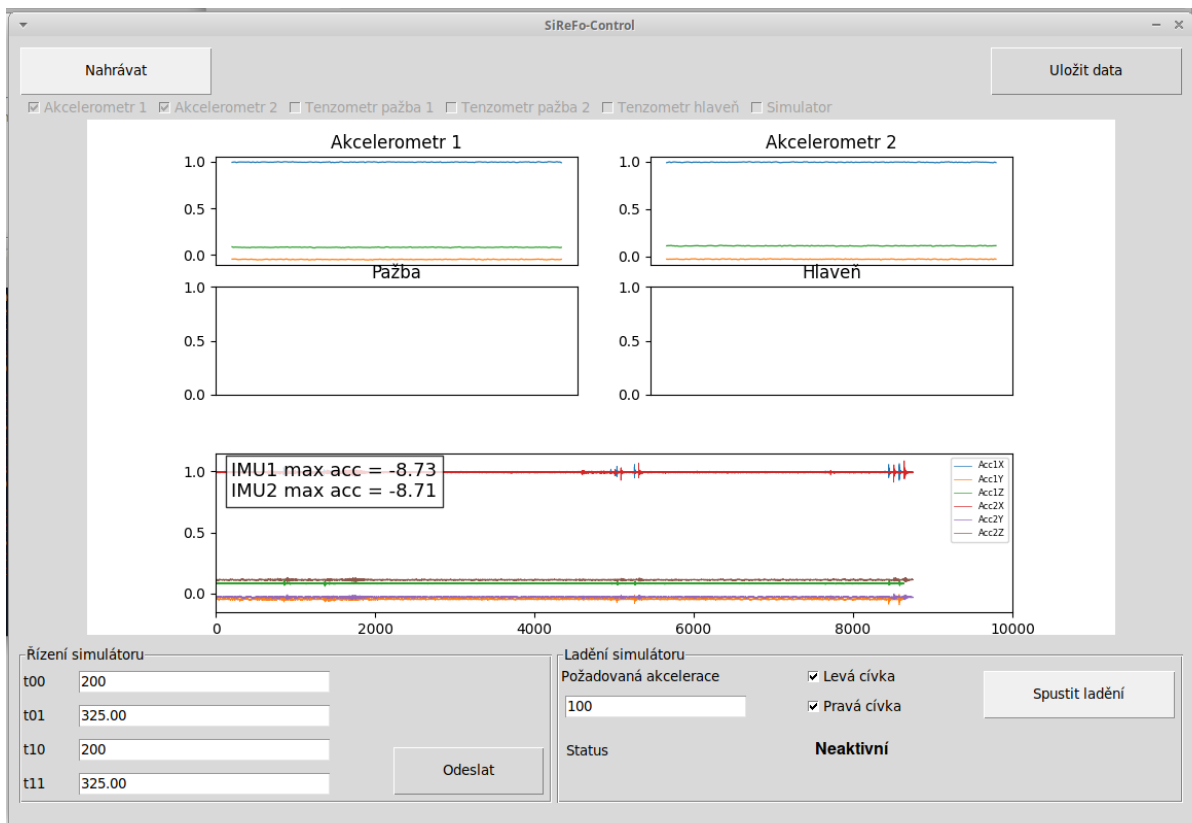 SiReFo-Control
Nahrávat
Uložit data
Akcelerometr 1 Akcelerometr 2 Tenzometr pažba 1 Tenzometr pažba 2 Tenzometr hlaveň Simulator
Akcelerometr 1
1.0
0.5
0.0
Akcelerometr 2
1.0
0.5
0.0
Pažba
1.0
0.5
0.0
Hlaveň
1.0
0.5
0.0
1.0
0.5
0.0
IMU1 max acc = -8.73
IMU2 max acc = -8.71
Acc1X
Acc1Y
Acc1Z
Acc2X
Acc2Y
Acc2Z
0 2000 4000 6000 8000 10000
Řízení simulátoru
t00 200
t01 325.00
t10 200
t11 325.00
Odeslat
Ladění simulátoru
Požadovaná akcelerace
100
Levá cívka
Pravá cívka
Spustit ladění
Status Neaktivní